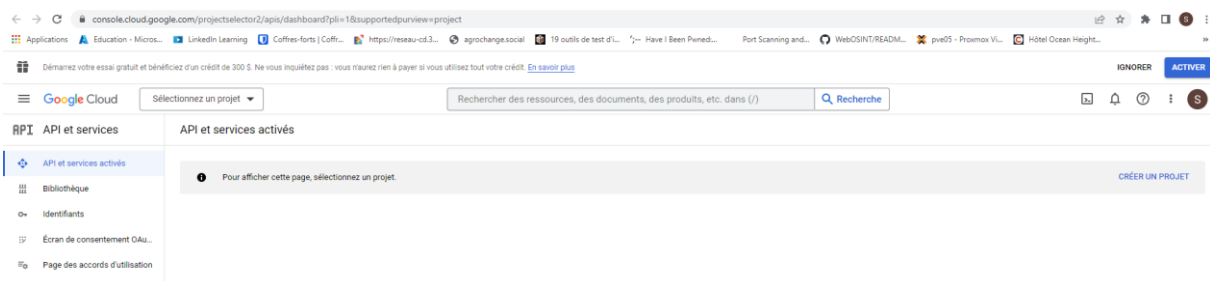 console.cloud.google.com/projectselector2/apis/dashboard?pli=1&supportedpurview=project
Applications Education - Micros... LinkedIn Learning Coffres-forts | Coffr... https://reseau-cd.3... agrochange.social 19 outils de test d'i... ';-- Have I Been Pwned:... Port Scanning and... WebOSINT/READM... pve05 - Proxmox Vi... Hôtel Ocean Height... »
Démarrez votre essai gratuit et bénéficiez d'un crédit de 300 $. Ne vous inquiétez pas : vous n'aurez rien à payer si vous utilisez tout votre crédit. En savoir plus IGNORER ACTIVER
Google Cloud Sélectionnez un projet Rechercher des ressources, des documents, des produits, etc. dans (/) Recherche S
API API et services API et services activés
API et services activés
Pour afficher cette page, sélectionnez un projet. CRÉER UN PROJET
Bibliothèque
Identifiants
Écran de consentement OAu...
Page des accords d'utilisation